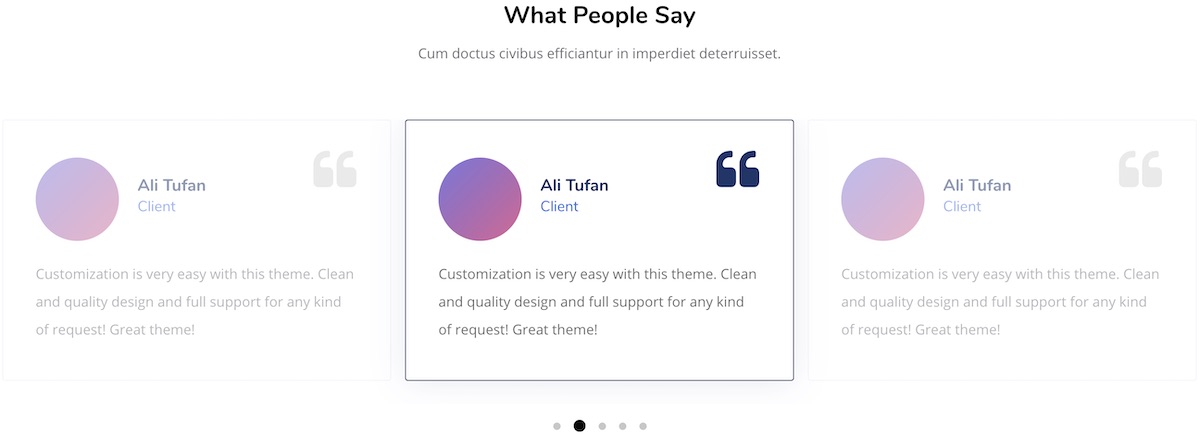 What People Say
Cum doctus civibus efficiantur in imperdiet deterruisset.
Ali Tufan
Client
Customization is very easy with this theme. Clean
and quality design and full support for any kind
of request! Great theme!
Ali Tufan
Client
Customization is very easy with this theme. Clean
and quality design and full support for any kind
of request! Great theme!
Ali Tufan
Client
Customization is very easy with this theme. Clean
and quality design and full support for any kind
of request! Great theme!